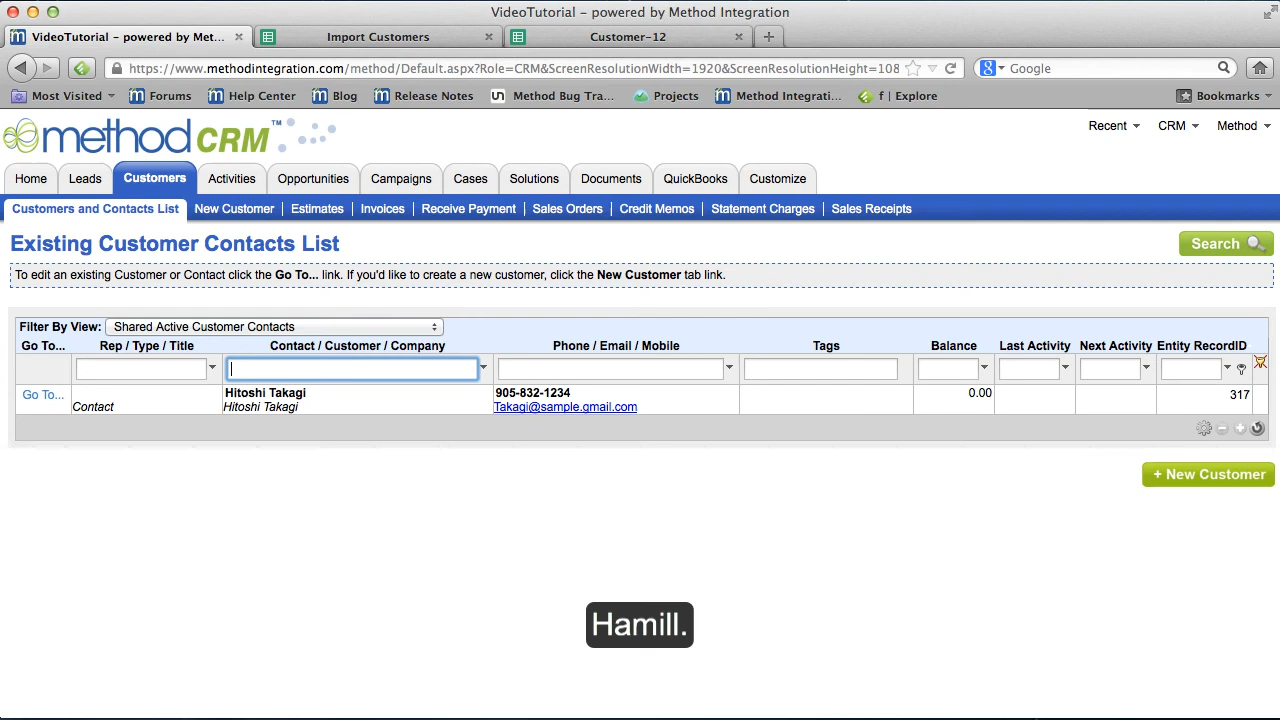 VideoTutorial - powered by Method Integration
VideoTutorial - powered by Met... Import Customers Customer-12
https://www.methodintegration.com/method/Default.aspx?Role=CRM&ScreenResolutionWidth=1920&ScreenResolutionHeight=108 Google
Most Visited Forums Help Center Blog Release Notes Method Bug Tra... Projects Method Integrati... f | Explore Bookmarks
method CRM ™ Recent CRM Method
Home Leads Customers Activities Opportunities Campaigns Cases Solutions Documents QuickBooks Customize
Customers and Contacts List New Customer Estimates Invoices Receive Payment Sales Orders Credit Memos Statement Charges Sales Receipts
Existing Customer Contacts List Search
To edit an existing Customer or Contact click the Go To... link. If you'd like to create a new customer, click the New Customer tab link.
Filter By View: Shared Active Customer Contacts
Go To... Rep / Type / Title Contact / Customer / Company Phone / Email / Mobile Tags Balance Last Activity Next Activity Entity RecordID
Go To... Hitoshi Takagi 905-832-1234 0.00 317
Contact Hitoshi Takagi Takagi@sample.gmail.com
+ New Customer
Hamill.